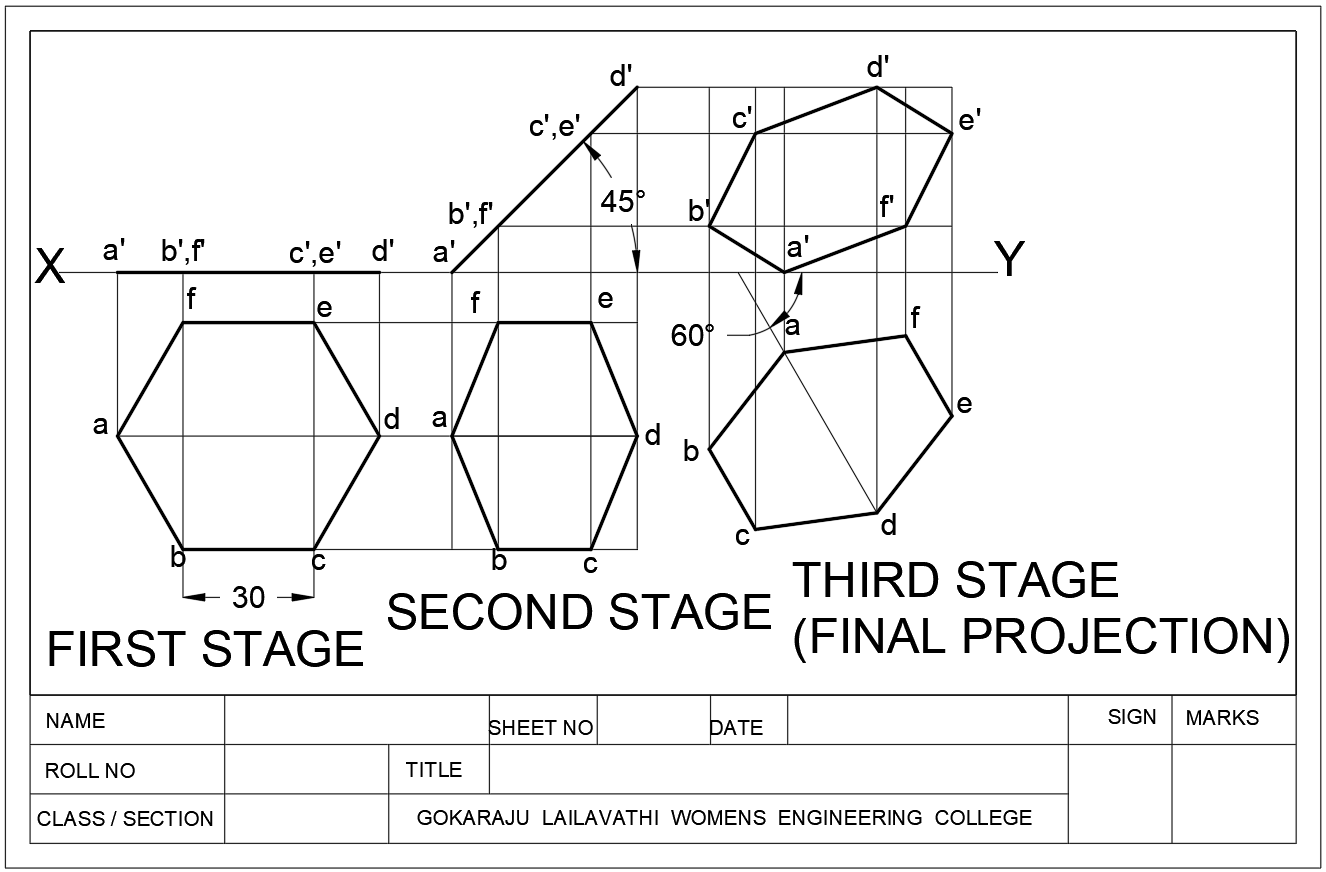 d' d'
c',e' c' e'
45°
b',f' b' f'
X a' b',f' c',e' d' a' a' Y
f e f e
60° a f
a d a d b e
b c b c c d
30
THIRD STAGE
SECOND STAGE
(FINAL PROJECTION)
FIRST STAGE
NAME SHEET NO DATE SIGN MARKS
ROLL NO TITLE
CLASS / SECTION GOKARAJU LAILAVATHI WOMENS ENGINEERING COLLEGE